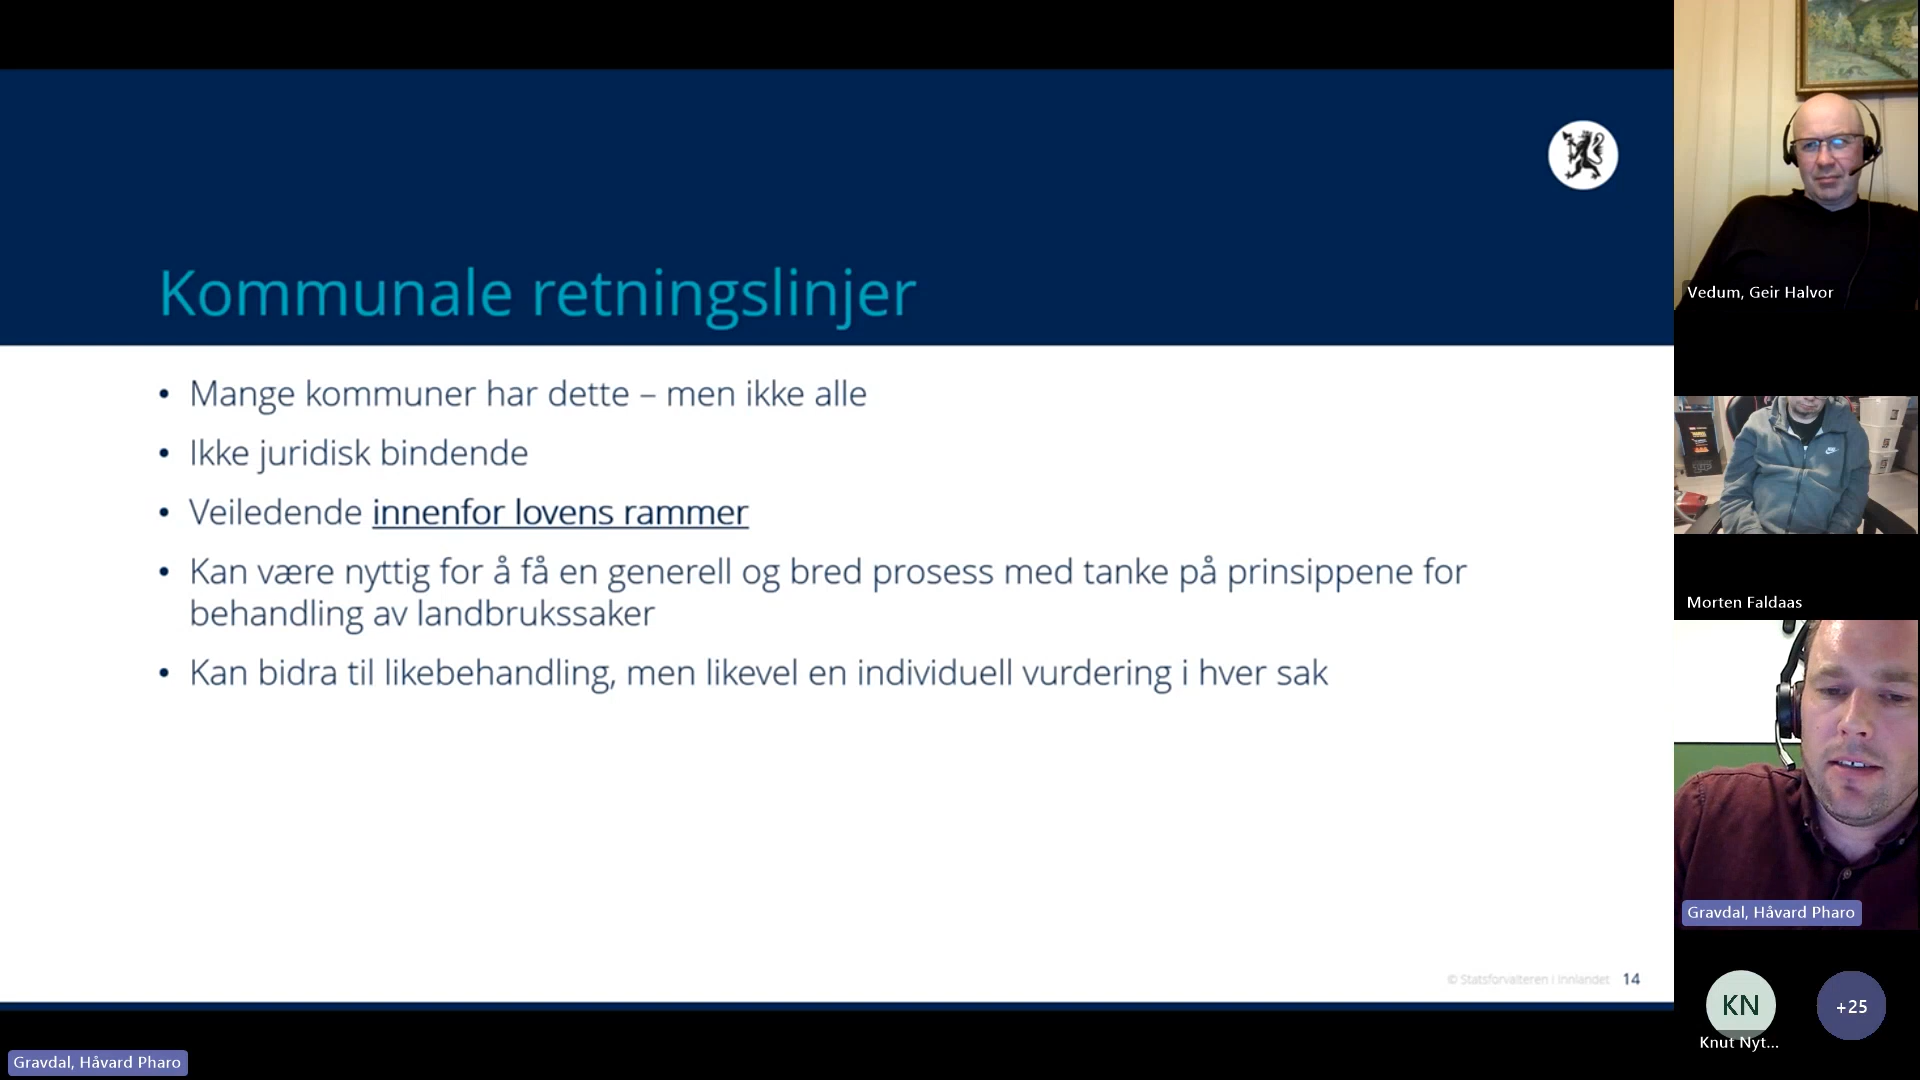 Kommunale retningslinjer
• Mange kommuner har dette – men ikke alle
• Ikke juridisk bindende
• Veiledende innenfor lovens rammer
• Kan være nyttig for å få en generell og bred prosess med tanke på prinsippene for
behandling av landbrukssaker
• Kan bidra til likebehandling, men likevel en individuell vurdering i hver sak
© Statsforvalteren i Innlandet 14
Gravdal, Håvard Pharo
Vedum, Geir Halvor
Morten Faldaas
Gravdal, Håvard Pharo
KN
+25
Knut Nyt...